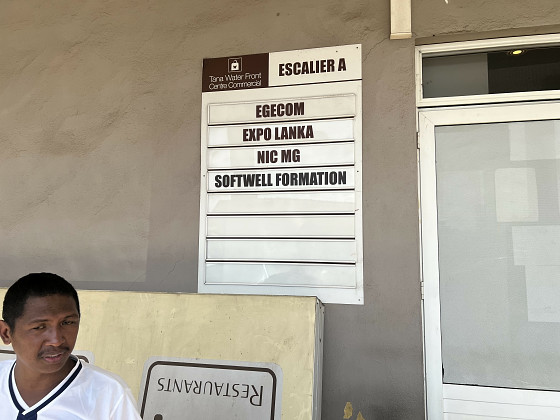 Tana Water Front
Centre Commercial
ESCALIER A
EGECOM
EXPO LANKA
NIC MG
SOFTWELL FORMATION
RESTAURANTS